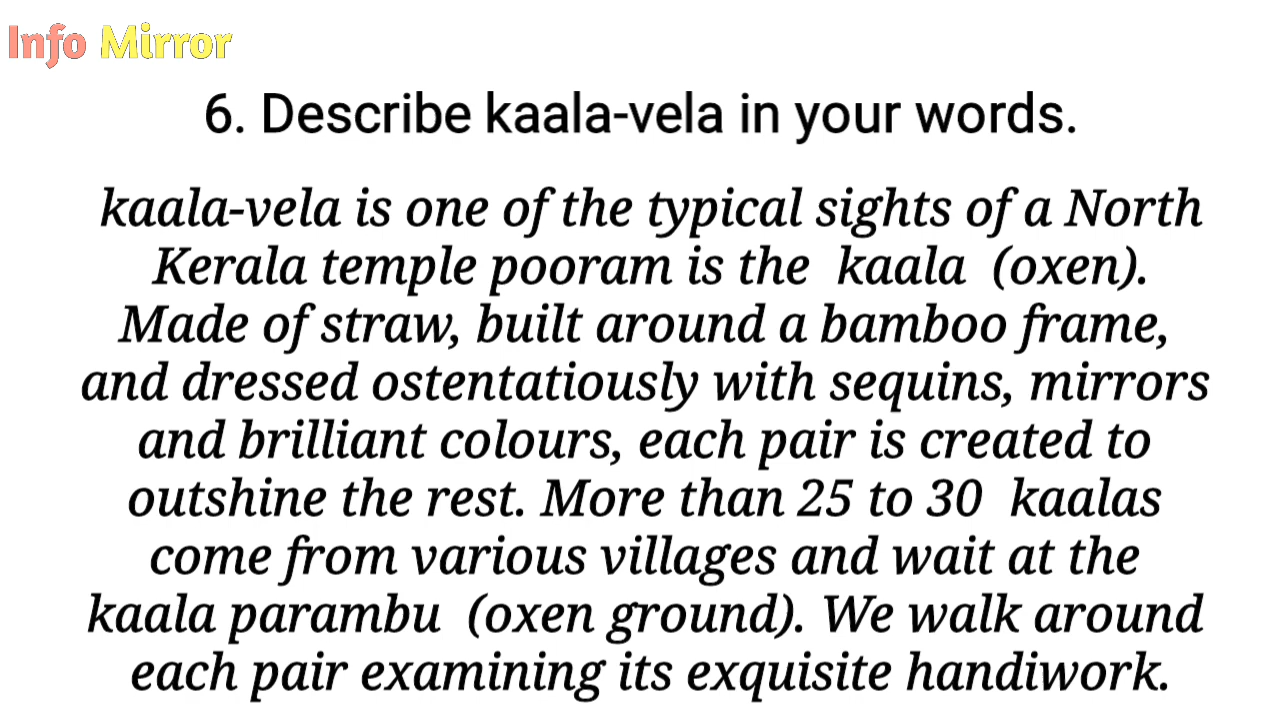 Info Mirror
6. Describe kaala-vela in your words.
kaala-vela is one of the typical sights of a North
Kerala temple pooram is the kaala (oxen).
Made of straw, built around a bamboo frame,
and dressed ostentatiously with sequins, mirrors
and brilliant colours, each pair is created to
outshine the rest. More than 25 to 30 kaalas
come from various villages and wait at the
kaala parambu (oxen ground). We walk around
each pair examining its exquisite handiwork.